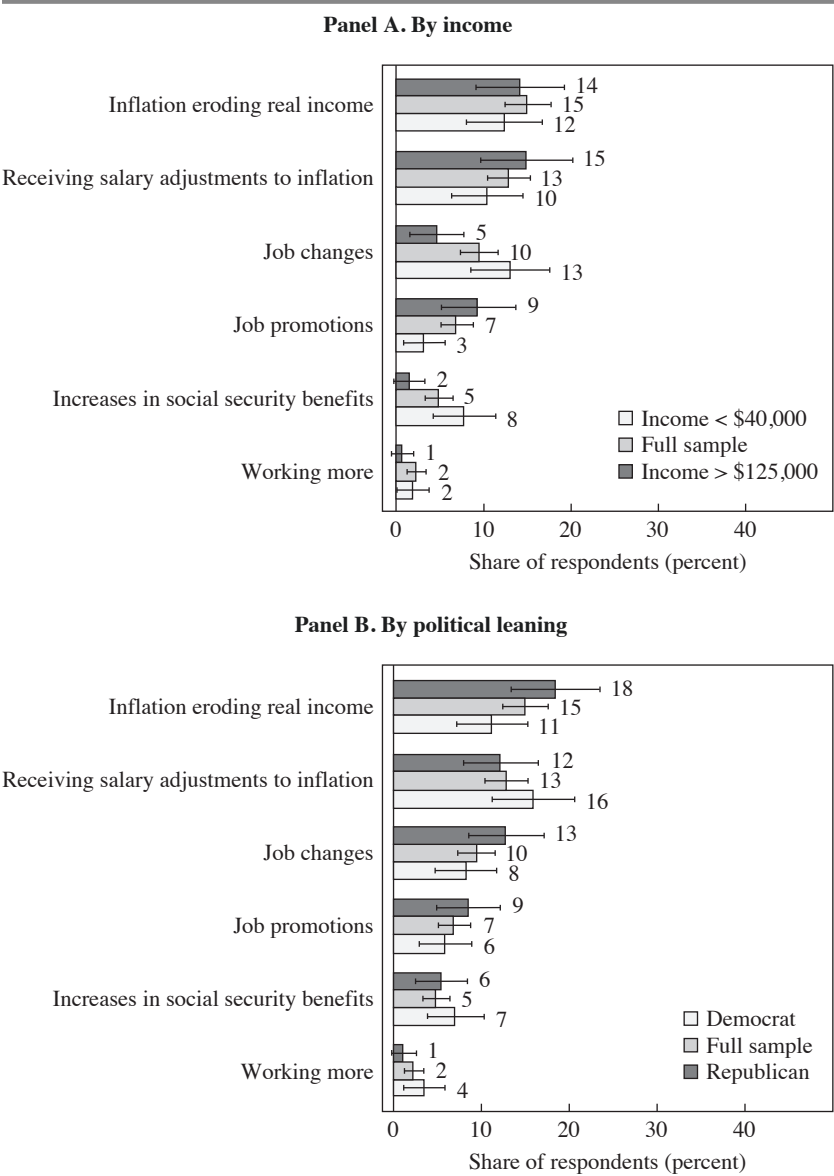 Panel A. By income
Inflation eroding real income
14
15
12
Receiving salary adjustments to inflation
15
13
10
Job changes
5
10
13
Job promotions
9
7
3
Increases in social security benefits
2
5
8
Working more
1
2
2
Income < $40,000
Full sample
Income > $125,000
0 10 20 30 40
Share of respondents (percent)
Panel B. By political leaning
Inflation eroding real income
18
15
11
Receiving salary adjustments to inflation
12
13
16
Job changes
13
10
8
Job promotions
9
7
6
Increases in social security benefits
6
5
7
Working more
1
2
4
Democrat
Full sample
Republican
0 10 20 30 40
Share of respondents (percent)